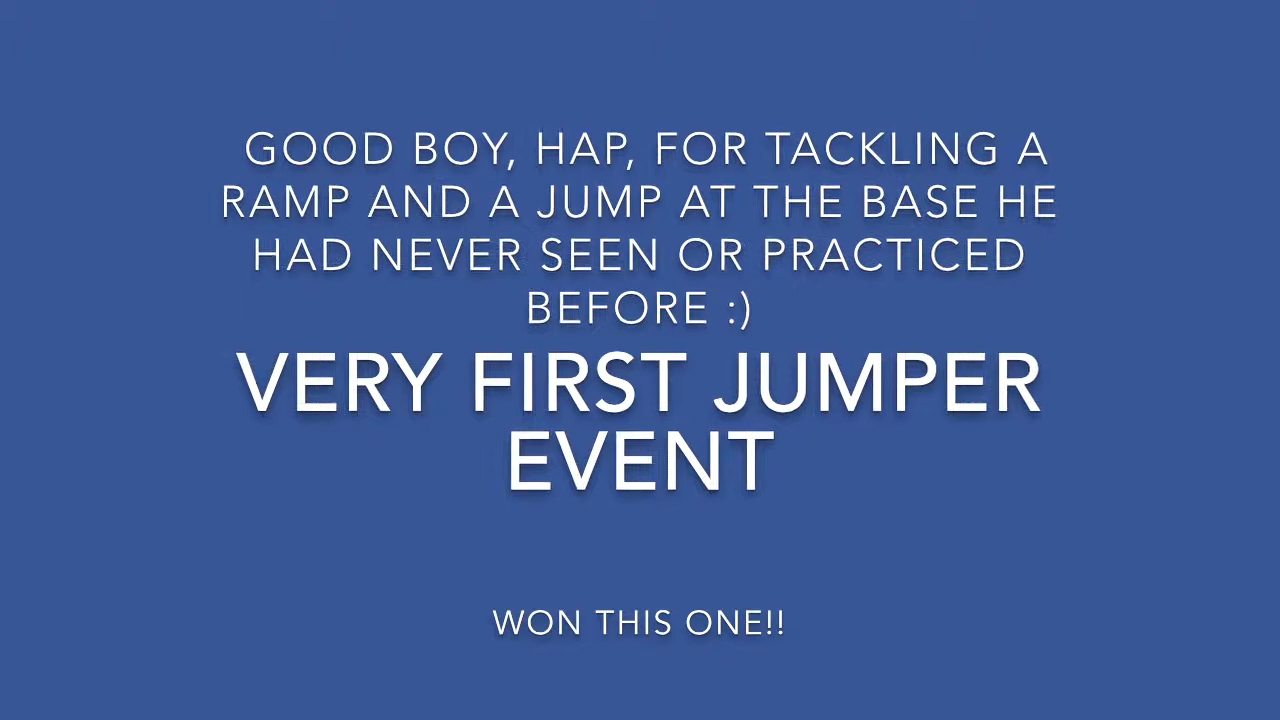 GOOD BOY, HAP, FOR TACKLING A
RAMP AND A JUMP AT THE BASE HE
HAD NEVER SEEN OR PRACTICED
BEFORE :)
VERY FIRST JUMPER
EVENT
WON THIS ONE!!